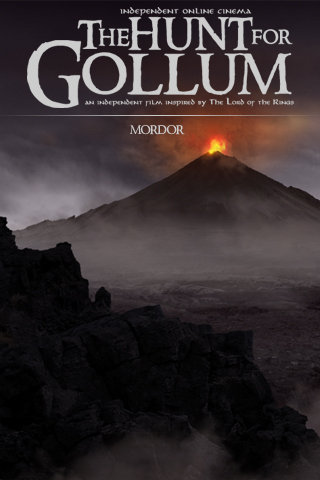 INDEPENDENT ONLINE CINEMA
THE HUNT FOR
GOLLUM
AN INDEPENDENT FILM INSPIRED BY THE LORD OF THE RINGS
MORDOR